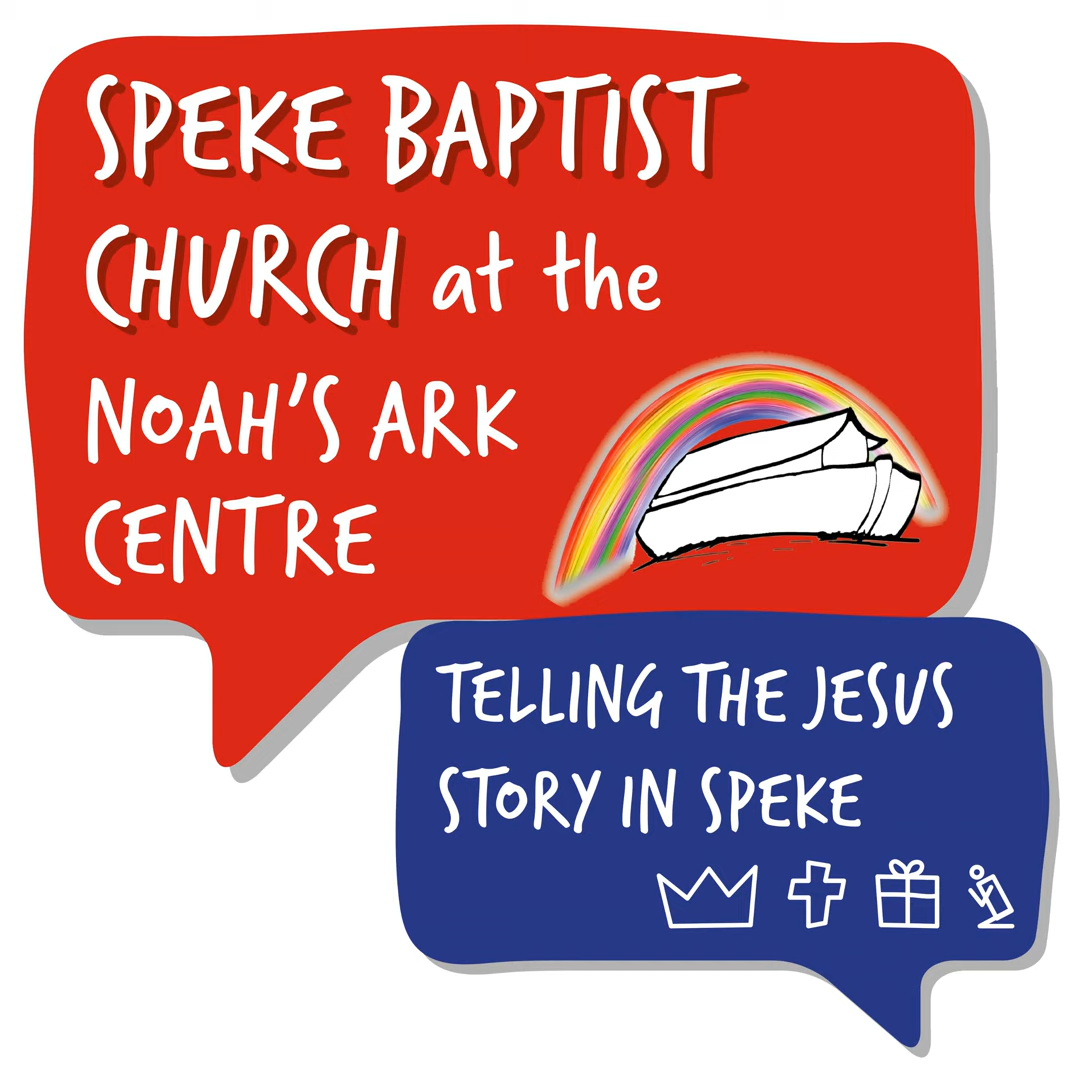 SPEKE BAPTIST
CHURCH at the
NOAH'S ARK
CENTRE
TELLING THE JESUS
STORY IN SPEKE